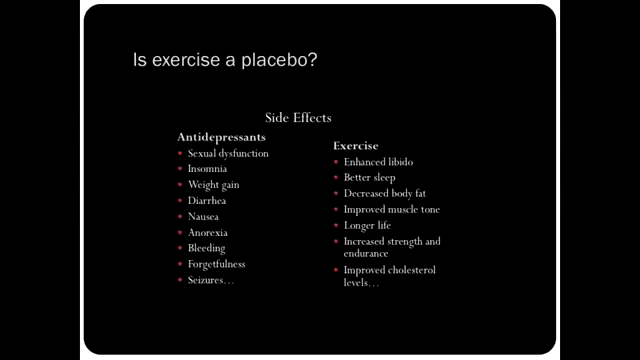 Is exercise a placebo?
Side Effects
Antidepressants
Sexual dysfunction
Insomnia
Weight gain
Diarrhea
Nausea
Anorexia
Bleeding
Forgetfulness
Seizures…
Exercise
Enhanced libido
Better sleep
Decreased body fat
Improved muscle tone
Longer life
Increased strength and
endurance
Improved cholesterol
levels…